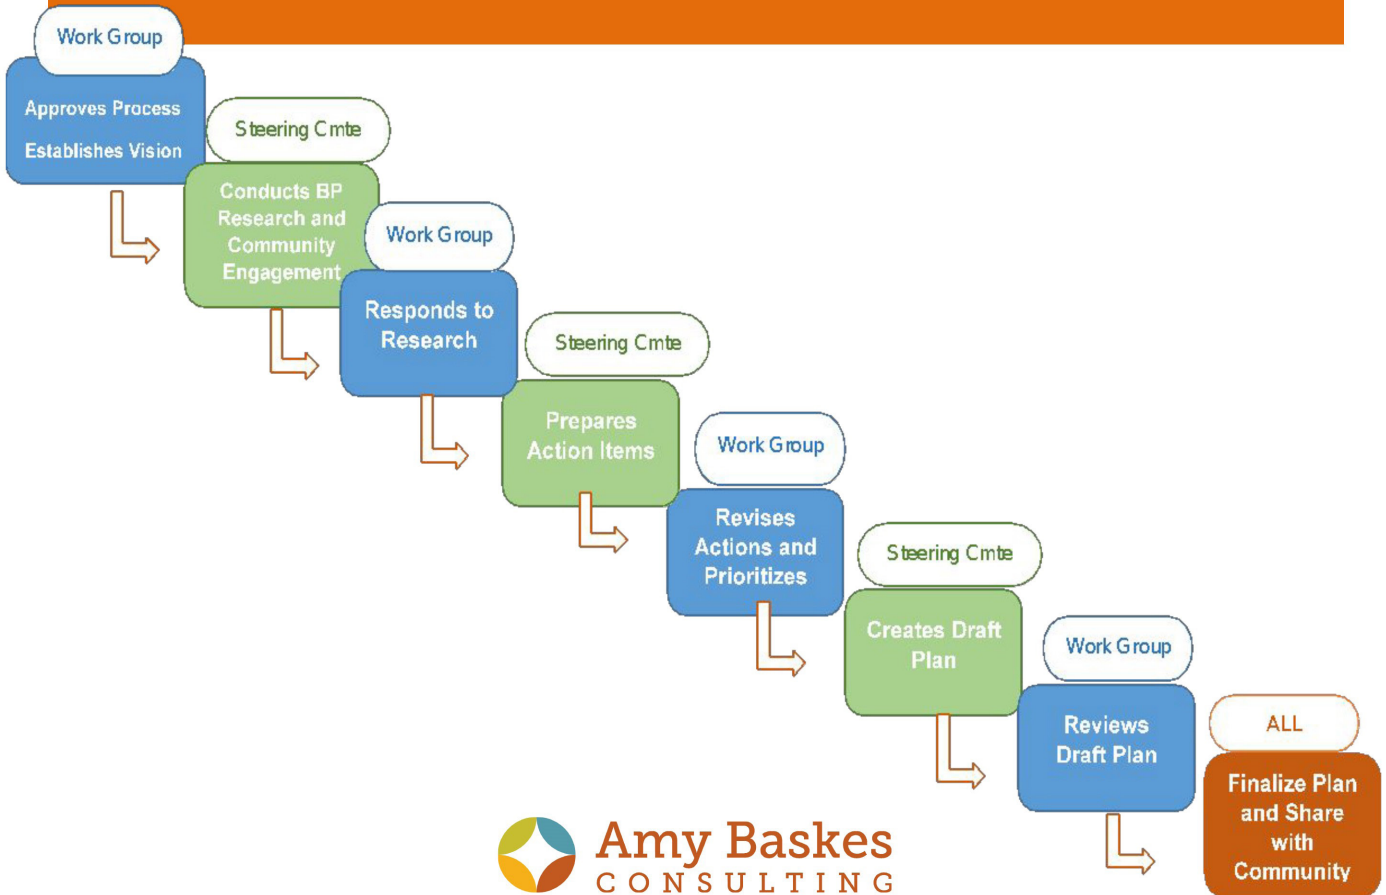 Work Group
Approves Process
Establishes Vision
Steering Cmte
Conducts BP
Research and
Community
Engagement
Work Group
Responds to
Research
Steering Cmte
Prepares
Action Items
Work Group
Revises
Actions and
Prioritizes
Steering Cmte
Creates Draft
Plan
Work Group
Reviews
Draft Plan
ALL
Finalize Plan
and Share
with
Community
Amy Baskes
CONSULTING